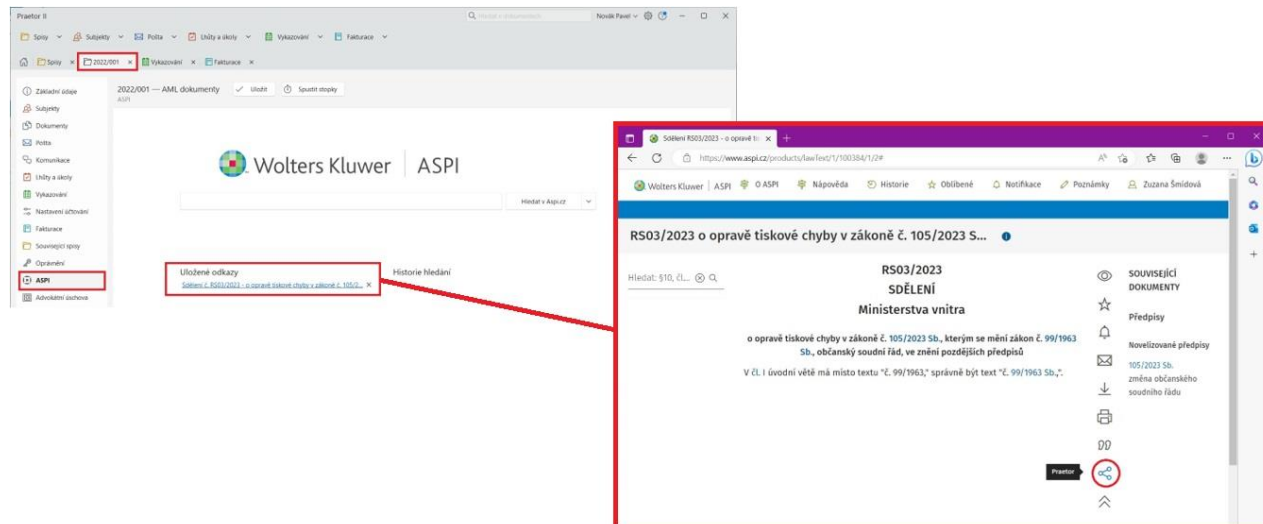 Praetor II
Hledat v dokumentech
Novák Pavel
Spisy
Subjekty
Pošta
Lhůty a úkoly
Vykazování
Fakturace
Spisy
2022/001
Vykazování
Fakturace
Základní údaje
Subjekty
Dokumenty
Pošta
Komunikace
Lhůty a úkoly
Vykazování
Nastavení účtování
Fakturace
Související spisy
Oprávnění
ASPI
Advokátní úschova
2022/001 — AML dokumenty
Uložit
Spustit stopky
ASPI
Wolters Kluwer | ASPI
Hledat v Aspi.cz
Uložené odkazy
Sdělení č. RS03/2023 - o opravě tiskové chyby v zákoně č. 105/2...
Historie hledání
Sdělení RS03/2023 - o opravě ti
https://www.aspi.cz/products/lawText/1/100384/1/2#
Wolters Kluwer | ASPI
O ASPI
Nápověda
Historie
Oblíbené
Notifikace
Poznámky
Zuzana Šmídová
RS03/2023 o opravě tiskové chyby v zákoně č. 105/2023 S...
Hledat: §10, čl...
RS03/2023
SDĚLENÍ
Ministerstva vnitra
o opravě tiskové chyby v zákoně č. 105/2023 Sb., kterým se mění zákon č. 99/1963
Sb., občanský soudní řád, ve znění pozdějších předpisů
V čl. I úvodní větě má místo textu "č. 99/1963," správně být text "č. 99/1963 Sb.,".
Praetor
SOUVISEJÍCÍ
DOKUMENTY
Předpisy
Novelizované předpisy
105/2023 Sb.
změna občanského
soudního řádu